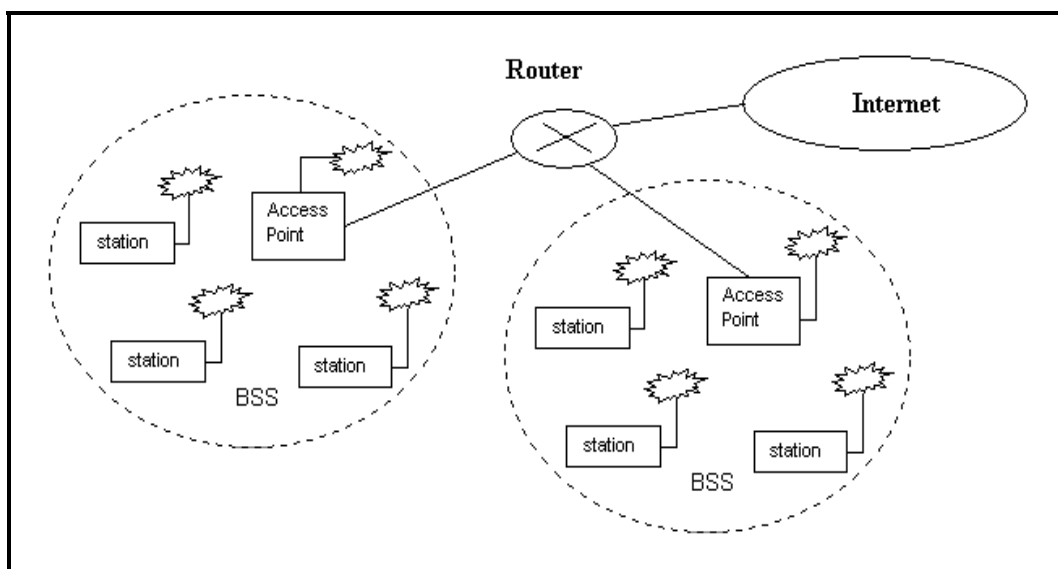 Router
Internet
Access
Point
station
station
station
BSS
Access
Point
station
station
station
BSS